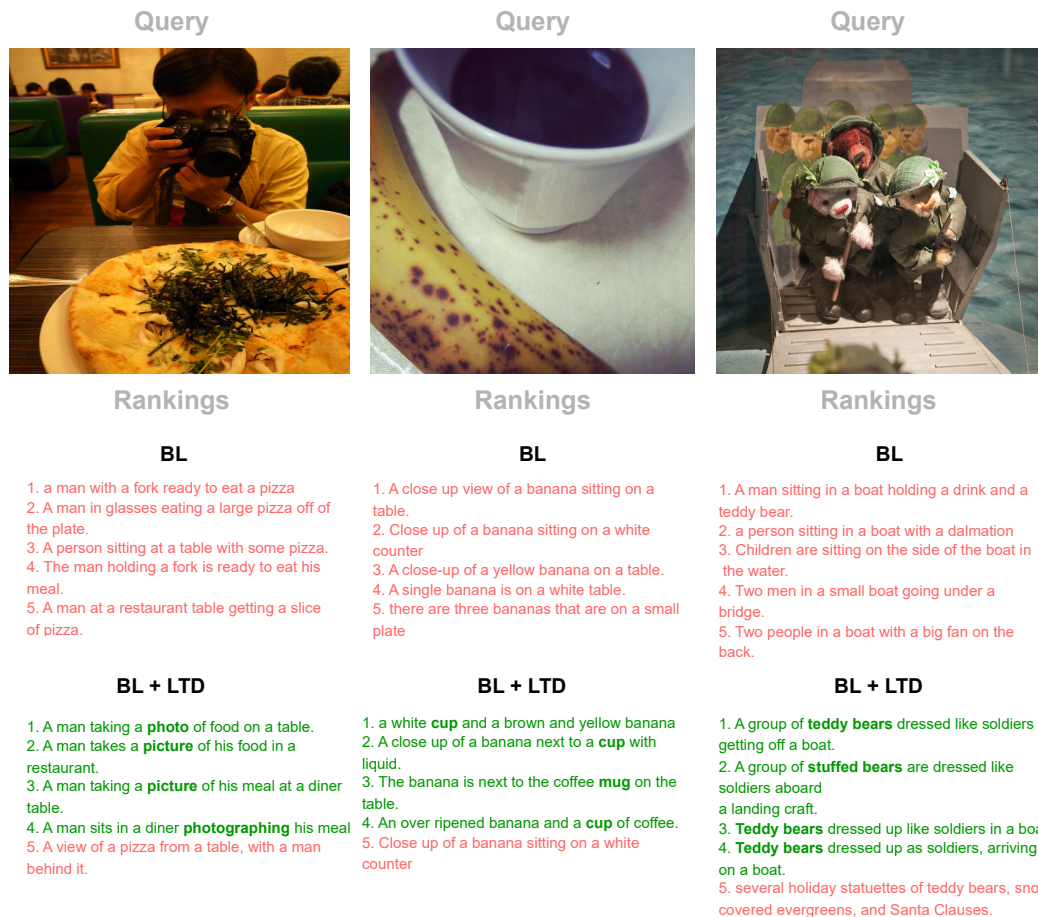 Query
Query
Query
Rankings
Rankings
Rankings
BL
1. a man with a fork ready to eat a pizza
2. A man in glasses eating a large pizza off of
the plate.
3. A person sitting at a table with some pizza.
4. The man holding a fork is ready to eat his
meal.
5. A man at a restaurant table getting a slice
of pizza.
BL
1. A close up view of a banana sitting on a
table.
2. Close up of a banana sitting on a white
counter
3. A close-up of a yellow banana on a table.
4. A single banana is on a white table.
5. there are three bananas that are on a small
plate
BL
1. A man sitting in a boat holding a drink and a
teddy bear.
2. a person sitting in a boat with a dalmation
3. Children are sitting on the side of the boat in
the water.
4. Two men in a small boat going under a
bridge.
5. Two people in a boat with a big fan on the
back.
BL + LTD
1. A man taking a photo of food on a table.
2. A man takes a picture of his food in a
restaurant.
3. A man taking a picture of his meal at a diner
table.
4. A man sits in a diner photographing his meal
5. A view of a pizza from a table, with a man
behind it.
BL + LTD
1. a white cup and a brown and yellow banana
2. A close up of a banana next to a cup with
liquid.
3. The banana is next to the coffee mug on the
table.
4. An over ripened banana and a cup of coffee.
5. Close up of a banana sitting on a white
counter
BL + LTD
1. A group of teddy bears dressed like soldiers
getting off a boat.
2. A group of stuffed bears are dressed like
soldiers aboard
a landing craft.
3. Teddy bears dressed up like soldiers in a
4. Teddy bears dressed up as soldiers, arriving
on a boat.
5. several holiday statuettes of teddy bears,
covered evergreens, and Santa Clauses.